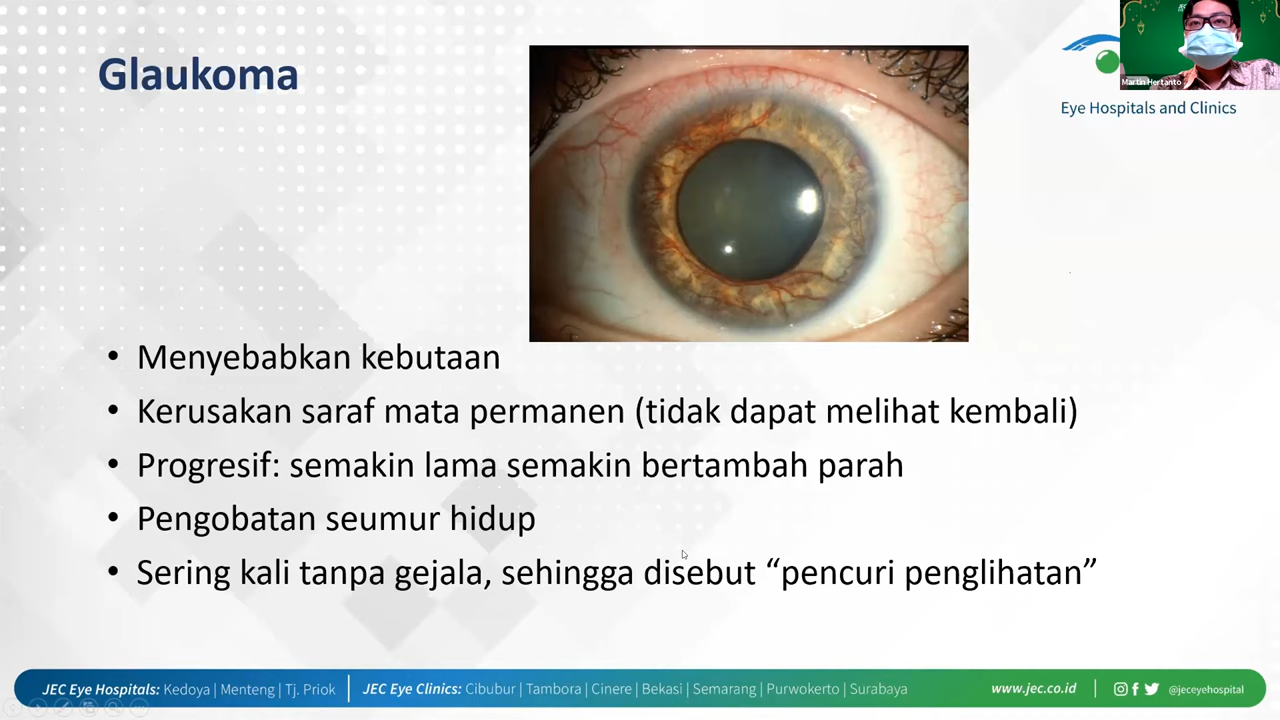 Glaukoma
Martin Hertanto
Eye Hospitals and Clinics
• Menyebabkan kebutaan
• Kerusakan saraf mata permanen (tidak dapat melihat kembali)
• Progresif: semakin lama semakin bertambah parah
• Pengobatan seumur hidup
• Sering kali tanpa gejala, sehingga disebut “pencuri penglihatan”
JEC Eye Hospitals: Kedoya | Menteng | Tj. Priok | JEC Eye Clinics: Cibubur | Tambora | Cinere | Bekasi | Semarang | Purwokerto | Surabaya www.jec.co.id | @jeceyehospital